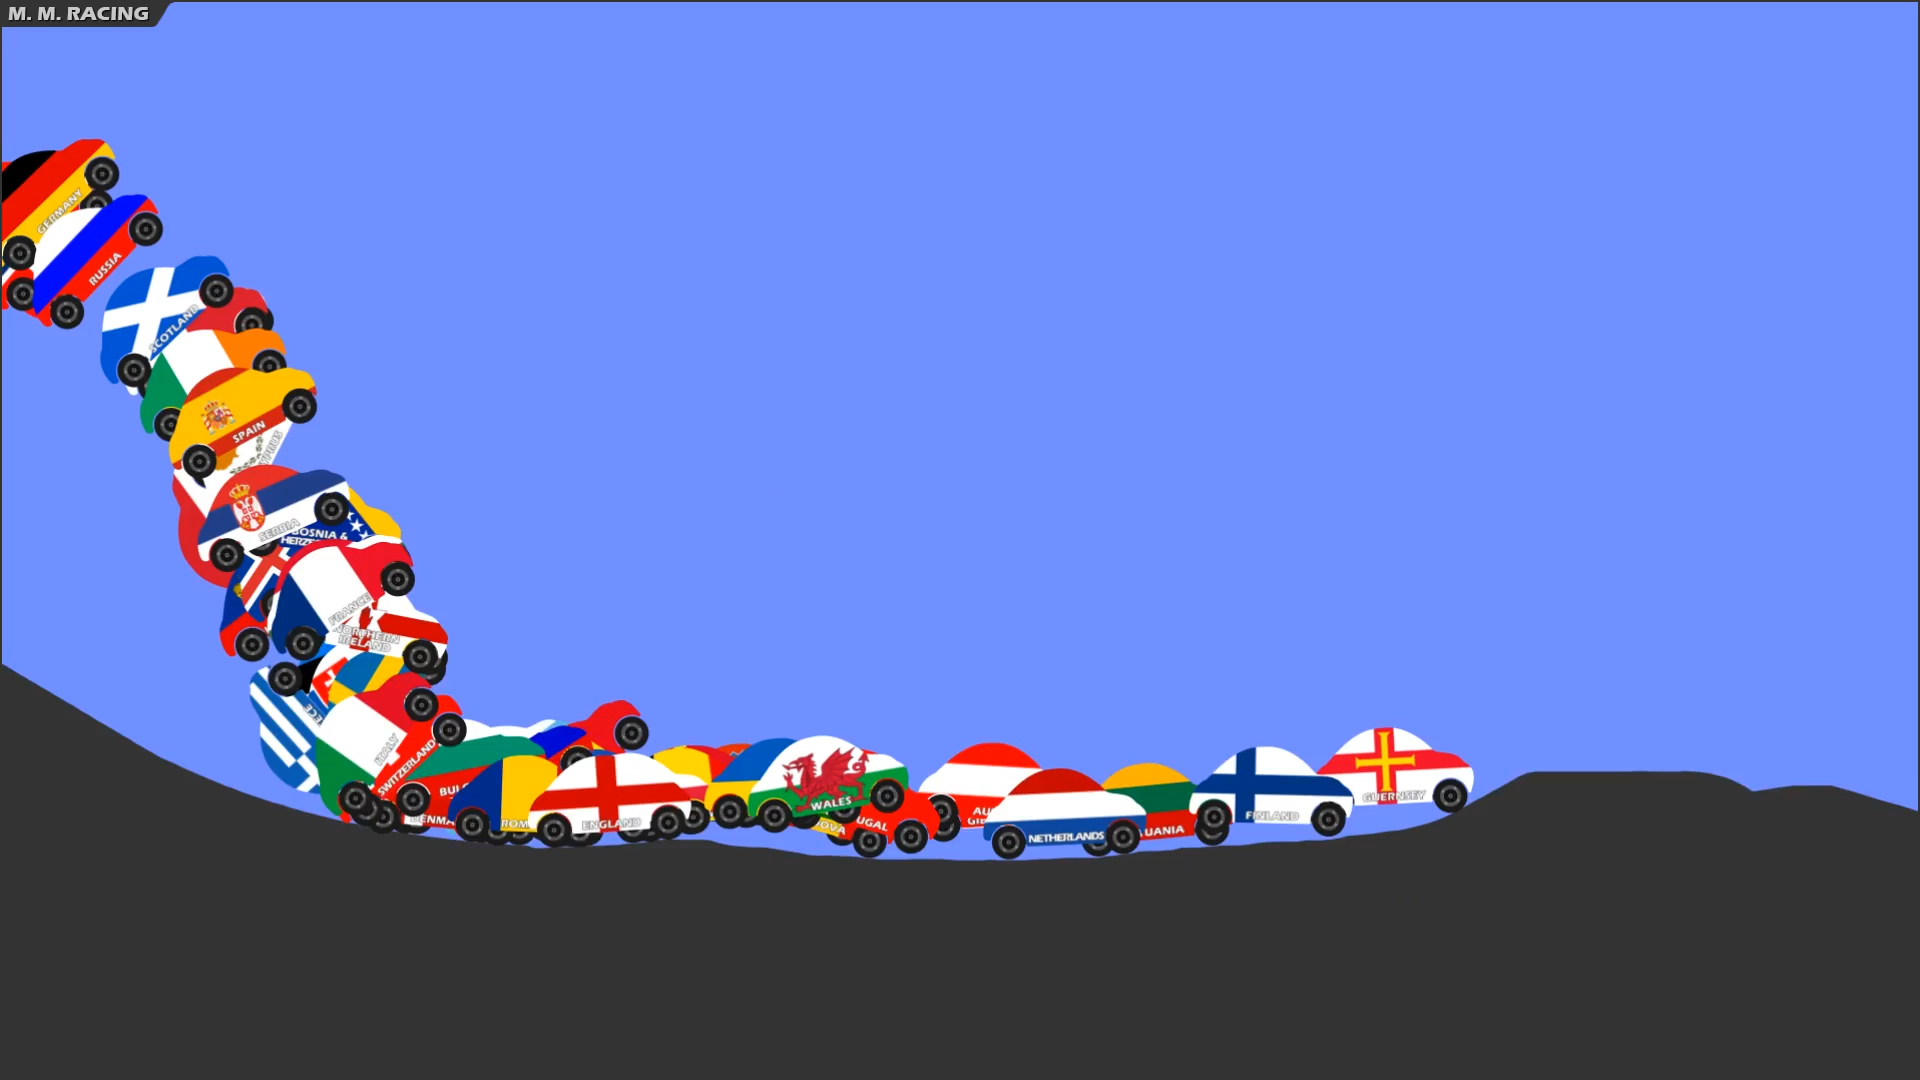 M. M. RACING
GERMANY
RUSSIA
SCOTLAND
SPAIN
SERBIA
BOSNIA &
FRANCE
NORTHERN
IRELAND
ITALY
SWITZERLAND
ENGLAND
WALES
NETHERLANDS
FINLAND
GUERNSEY